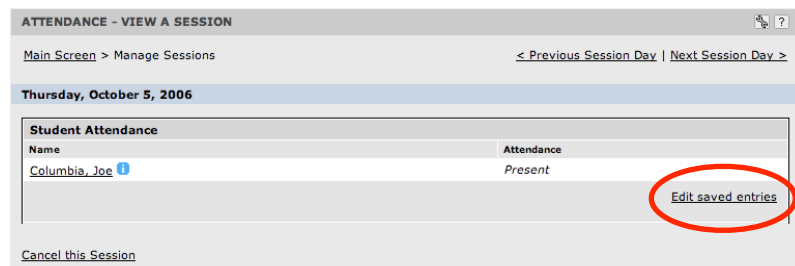 ATTENDANCE - VIEW A SESSION ?
Main Screen > Manage Sessions < Previous Session Day | Next Session Day >
Thursday, October 5, 2006
Student Attendance
Name Attendance
Columbia, Joe i Present
Edit saved entries
Cancel this Session